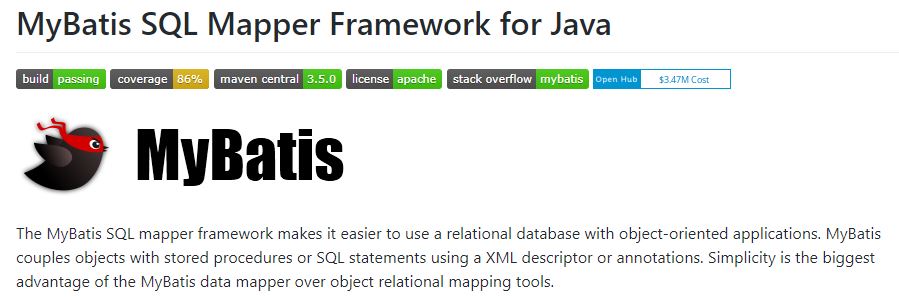 MyBatis SQL Mapper Framework for Java
build passing coverage 86% maven central 3.5.0 license apache stack overflow mybatis Open Hub $3.47M Cost
MyBatis
The MyBatis SQL mapper framework makes it easier to use a relational database with object-oriented applications. MyBatis
couples objects with stored procedures or SQL statements using a XML descriptor or annotations. Simplicity is the biggest
advantage of the MyBatis data mapper over object relational mapping tools.